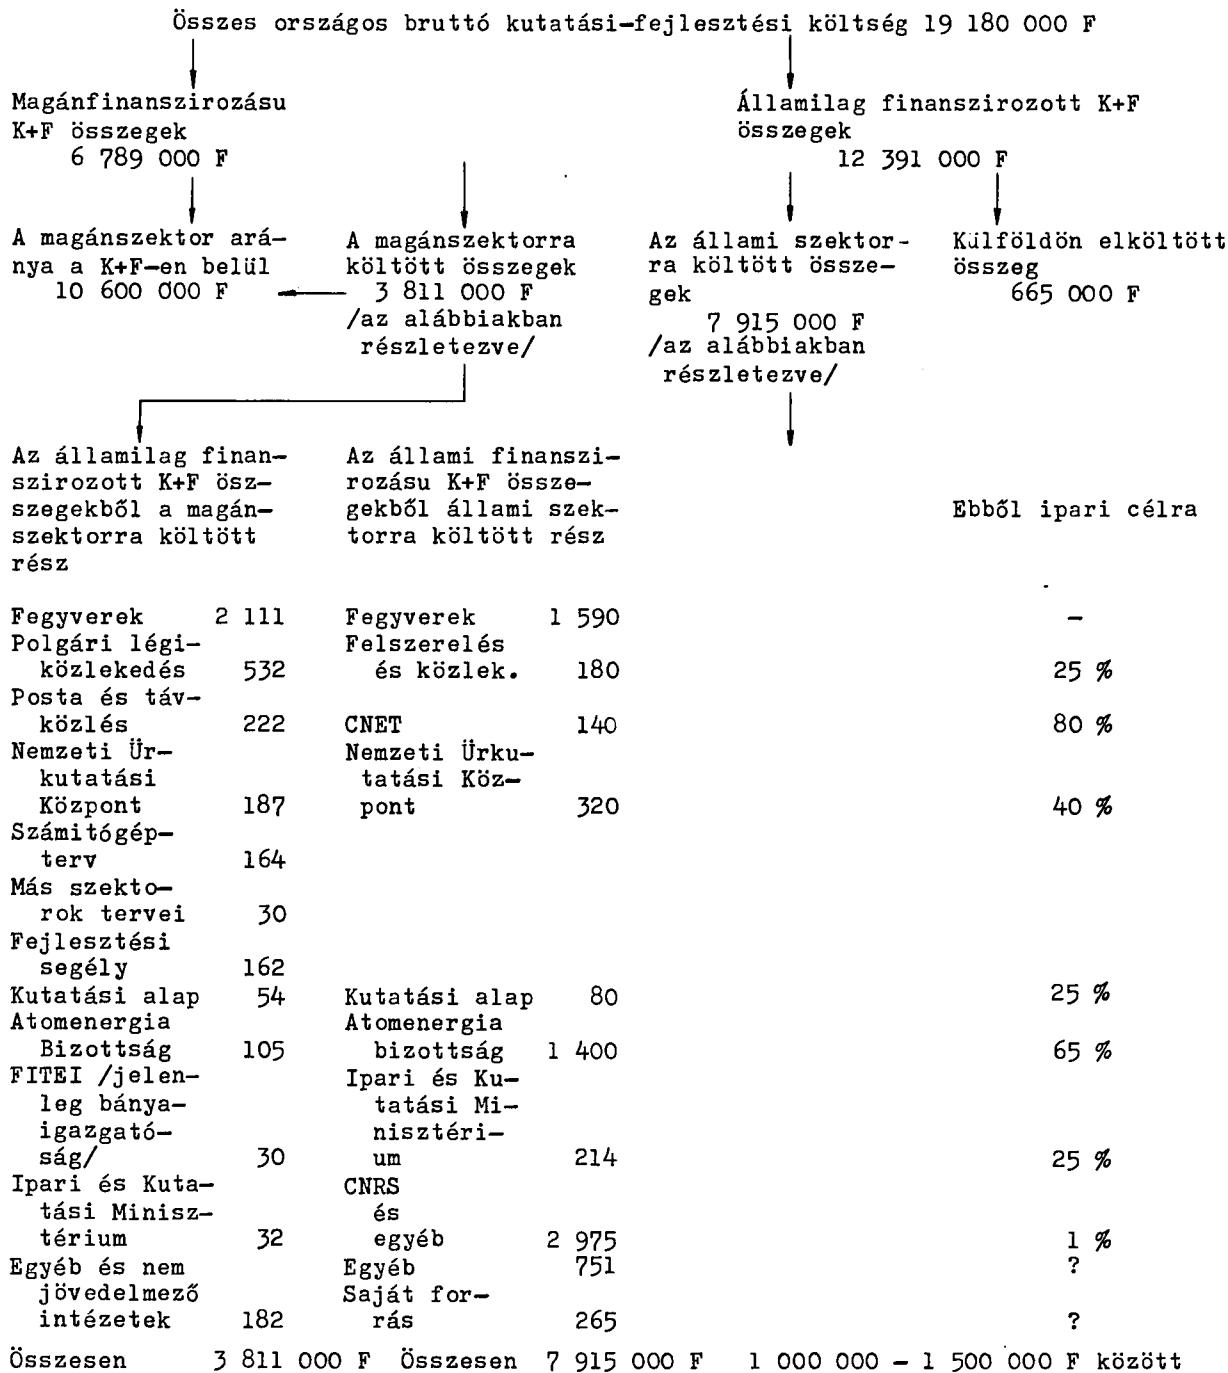 Összes országos bruttó kutatási-fejlesztési költség 19 180 000 F
Magánfinanszirozásu
K+F összegek
6 789 000 F
Államilag finanszirozott K+F
összegek
12 391 000 F
A magánszektor ará-
nya a K+F-en belül
10 600 000 F
A magánszektorra
költött összegek
3 811 000 F
/az alábbiakban
részletezve/
Az állami szektor-
ra költött össze-
gek
7 915 000 F
/az alábbiakban
részletezve/
Külföldön elköltött
összeg
665 000 F
Az államilag finan-
szirozott K+F ösz-
szegekből a magán-
szektorra költött
rész
Az állami finanszi-
rozásu K+F össze-
gekből állami szek-
torra költött rész
Ebből ipari célra
Fegyverek 2 111 Fegyverek 1 590 –
Polgári légi- Felszerelés
közlekedés 532 és közlek. 180 25 %
Posta és táv-
közlés 222 CNET 140 80 %
Nemzeti Űr- Nemzeti Űrku-
kutatási tatási Köz-
Központ 187 pont 320 40 %
Számitógép-
terv 164
Más szekto-
rok tervei 30
Fejlesztési
segély 162
Kutatási alap 54 Kutatási alap 80 25 %
Atomenergia Atomenergia
Bizottság 105 bizottság 1 400 65 %
FITEI /jelen- Ipari és Ku-
leg bánya- tatási Mi-
igazgató- nisztéri-
ság/ 30 um 214 25 %
Ipari és Kuta- CNRS
tási Minisz- és
térium 32 egyéb 2 975 1 %
Egyéb és nem Egyéb 751 ?
jövedelmező Saját for-
intézetek 182 rás 265 ?
Összesen 3 811 000 F Összesen 7 915 000 F 1 000 000 – 1 500 000 F között